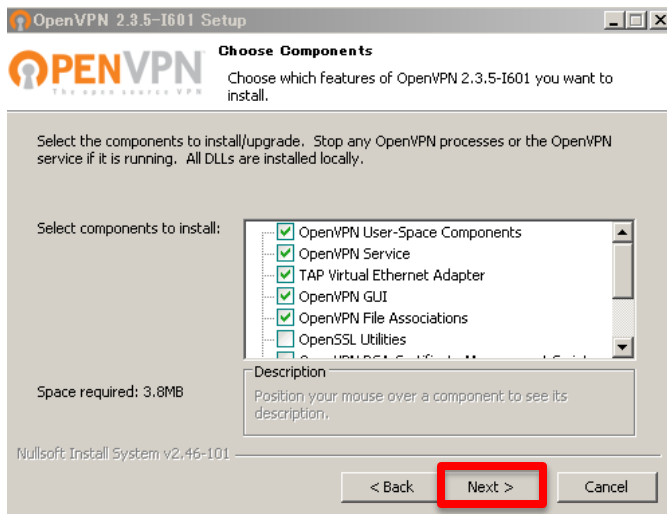 OpenVPN 2.3.5-I601 Setup
OPENVPN
The open source VPN
Choose Components
Choose which features of OpenVPN 2.3.5-I601 you want to
install.
Select the components to install/upgrade. Stop any OpenVPN processes or the OpenVPN
service if it is running. All DLLs are installed locally.
Select components to install:
OpenVPN User-Space Components
OpenVPN Service
TAP Virtual Ethernet Adapter
OpenVPN GUI
OpenVPN File Associations
OpenSSL Utilities
Space required: 3.8MB
Description
Position your mouse over a component to see its
description.
Nullsoft Install System v2.46-101
< Back
Next >
Cancel